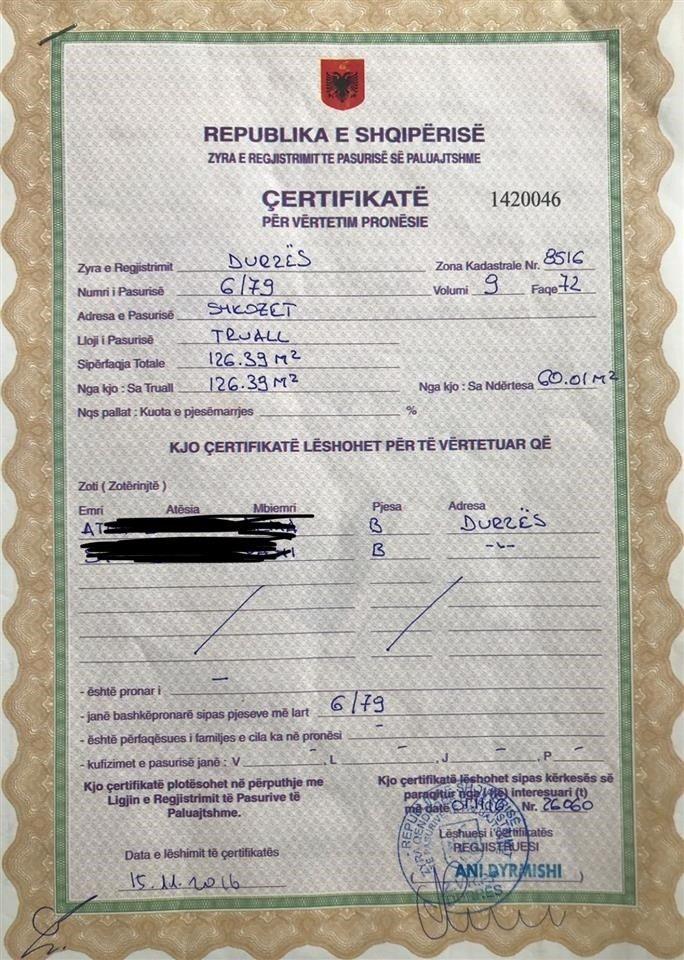 REPUBLIKA E SHQIPËRISË
ZYRA E REGJISTRIMIT TE PASURISË SË PALUAJTSHME
ÇERTIFIKATË 1420046
PËR VËRTETIM PRONËSIE
Zyra e Regjistrimit DURRËS Zona Kadastrale Nr. 8516
Numri i Pasurisë 6/79 Volumi 9 Faqe 72
Adresa e Pasurisë SHKOZET
Lloji i Pasurisë TRUALL
Sipërfaqja Totale 126.39 M²
Nga kjo : Sa Truall 126.39 M² Nga kjo : Sa Ndërtesa 60.01 M²
Nqs pallat : Kuota e pjesëmarrjes %
KJO ÇERTIFIKATË LËSHOHET PËR TË VËRTETUAR QË
Zoti ( Zotërinjtë )
Emri Atësia Mbiemri Pjesa Adresa
B DURRËS
B -"-
- është pronar i -
- janë bashkëpronarë sipas pjeseve më lart 6/79
- është përfaqësues i familjes e cila ka në pronësi -
- kufizimet e pasurisë janë : V - , L - , J - , P -
Kjo çertifikatë plotësohet në përputhje me
Ligjin e Regjistrimit të Pasurive të
Paluajtshme.
Kjo çertifikatë lëshohet sipas kërkesës së
paraqitur nga i (të) interesuari (t)
më datë Nr. 26060
Lëshuesi i çertifikatës
REGJISTRUESI
ANI DYRMISHI
Data e lëshimit të çertifikatës
15.11.2016